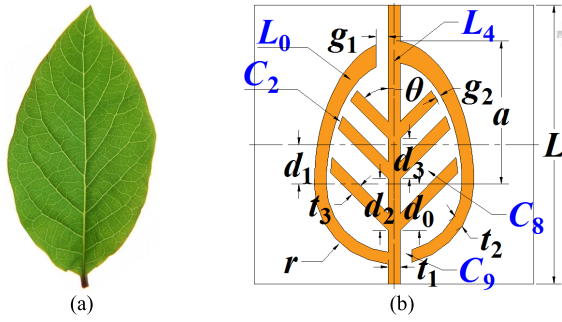 g₁
L₄
L₀
C₂
θ
g₂
a
L
d₁
d₃
t₃
d₂
d₀
C₈
r
t₁
C₉
t₂
(a)
(b)